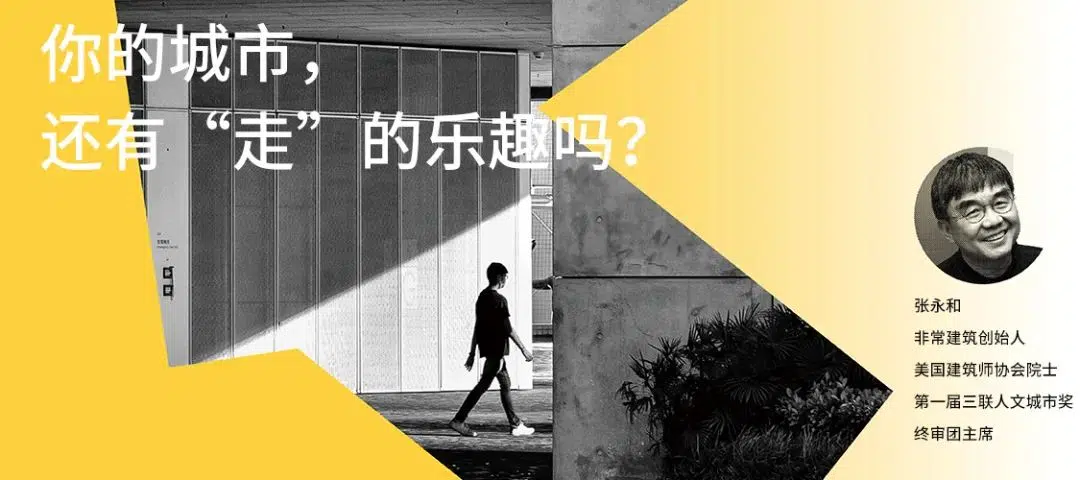 你的城市，
还有“走”的乐趣吗？
张永和
非常建筑创始人
美国建筑师协会院士
第一届三联人文城市奖
终审团主席